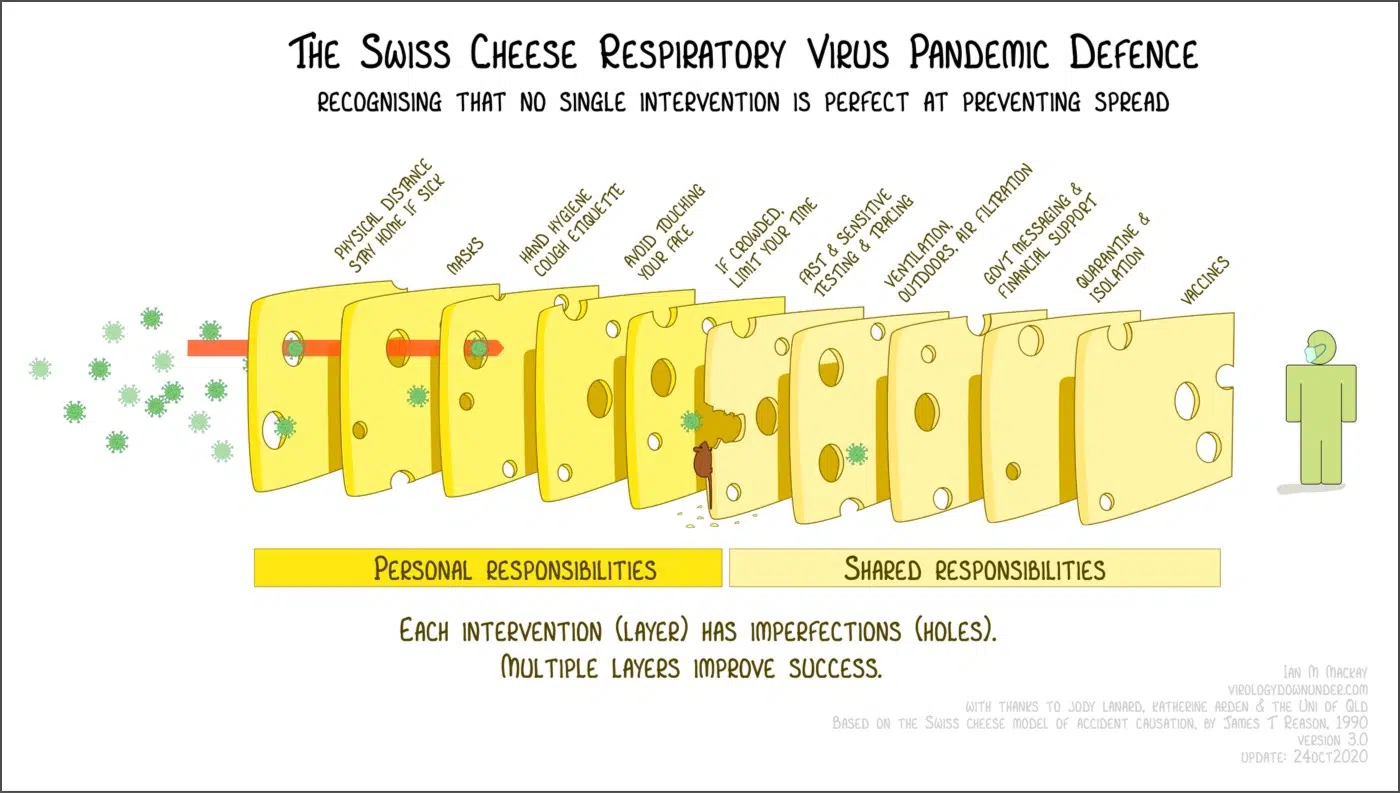 The Swiss Cheese Respiratory Virus Pandemic Defence
recognising that no single intervention is perfect at preventing spread
physical distance
stay home if sick
masks
hand hygiene
cough etiquette
avoid touching
your face
if crowded,
limit your time
fast & sensitive
testing & tracing
ventilation,
outdoors, air filtration
govt messaging &
financial support
quarantine &
isolation
vaccines
Personal responsibilities
Shared responsibilities
Each intervention (layer) has imperfections (holes).
Multiple layers improve success.
Ian M Mackay
virologydownunder.com
with thanks to Jody Lanard, Katherine Arden & the Uni of Qld
Based on the Swiss cheese model of accident causation, by James T Reason, 1990
version 3.0
update: 24Oct2020